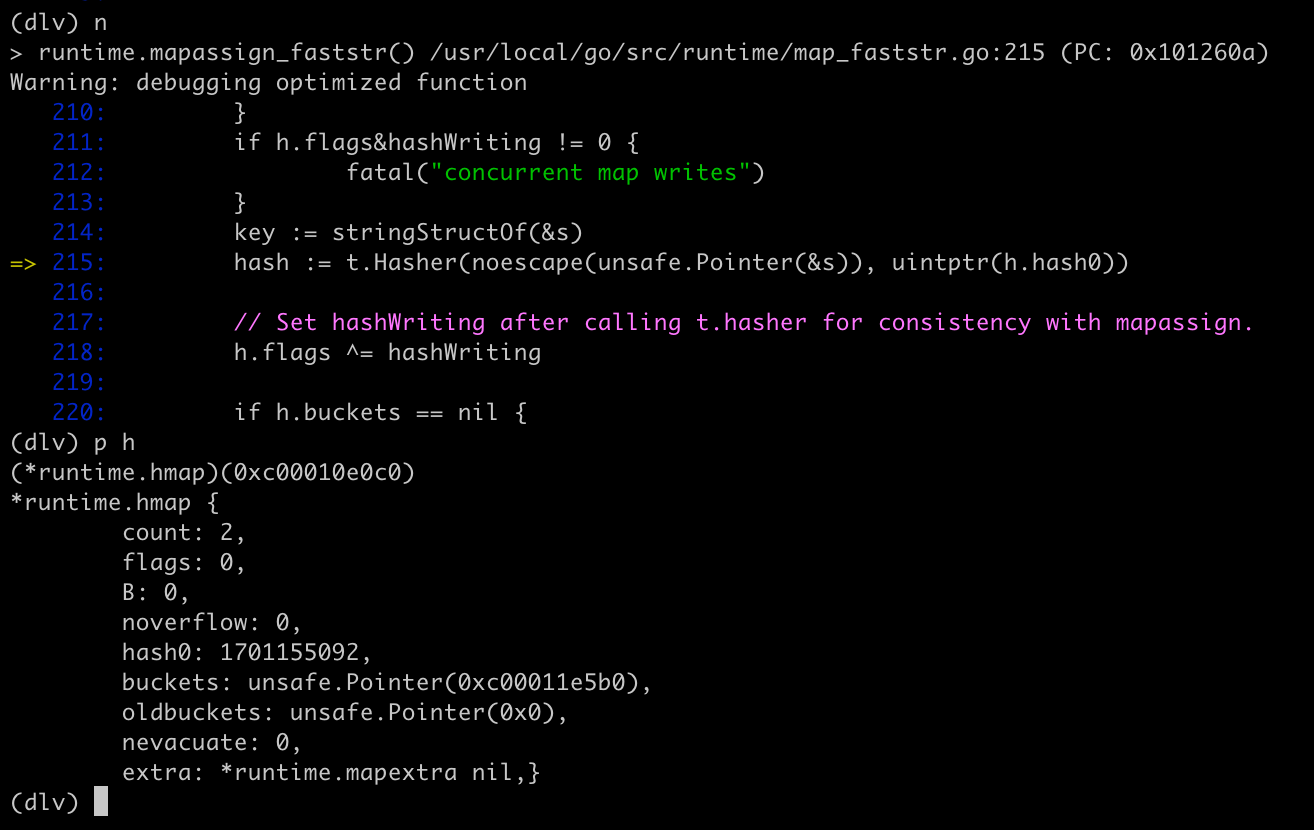 (dlv) n
> runtime.mapassign_faststr() /usr/local/go/src/runtime/map_faststr.go:215 (PC: 0x101260a)
Warning: debugging optimized function
   210:         }
   211:         if h.flags&hashWriting != 0 {
   212:                 fatal("concurrent map writes")
   213:         }
   214:         key := stringStructOf(&s)
=> 215:         hash := t.Hasher(noescape(unsafe.Pointer(&s)), uintptr(h.hash0))
   216:
   217:         // Set hashWriting after calling t.hasher for consistency with mapassign.
   218:         h.flags ^= hashWriting
   219:
   220:         if h.buckets == nil {
(dlv) p h
(*runtime.hmap)(0xc00010e0c0)
*runtime.hmap {
        count: 2,
        flags: 0,
        B: 0,
        noverflow: 0,
        hash0: 1701155092,
        buckets: unsafe.Pointer(0xc00011e5b0),
        oldbuckets: unsafe.Pointer(0x0),
        nevacuate: 0,
        extra: *runtime.mapextra nil,}
(dlv)